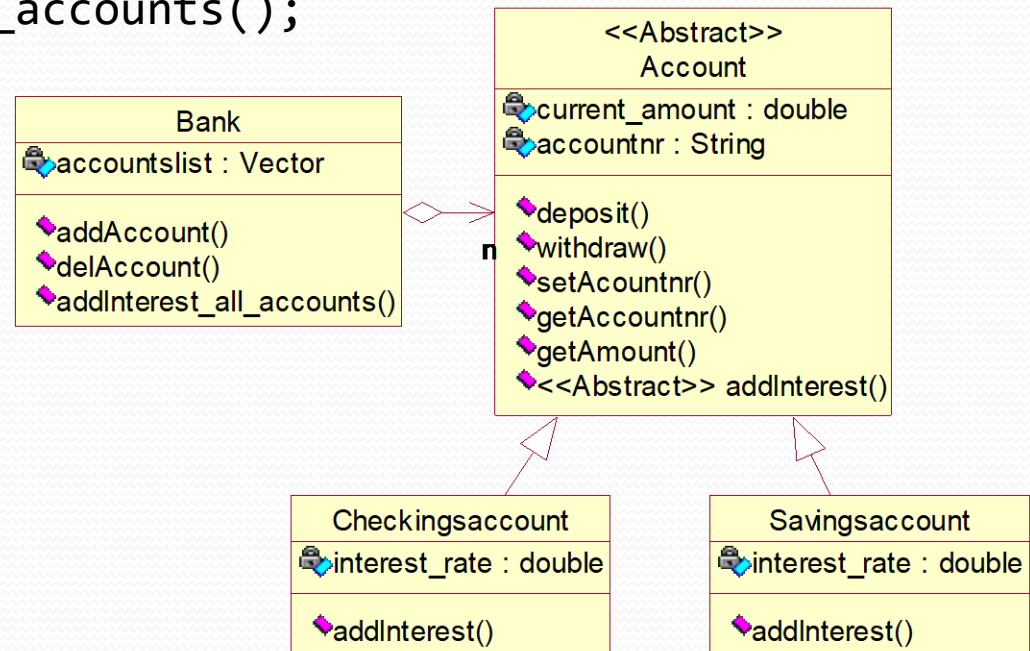 _accounts();
<<Abstract>>
Account
current_amount : double
accountnr : String
deposit()
withdraw()
setAcountnr()
getAccountnr()
getAmount()
<<Abstract>> addInterest()
Bank
accountslist : Vector
addAccount()
delAccount()
addInterest_all_accounts()
n
Checkingsaccount
interest_rate : double
addInterest()
Savingsaccount
interest_rate : double
addInterest()